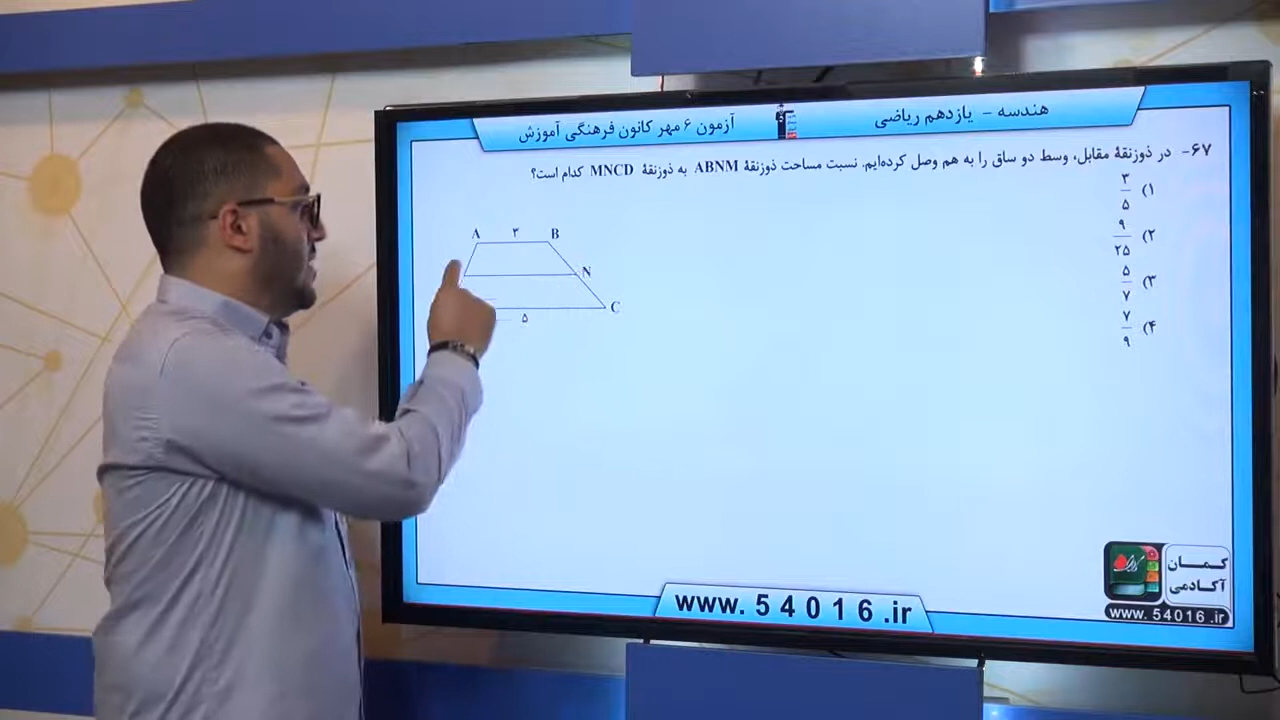 هندسه - یازدهم ریاضی
آزمون ۶ مهر کانون فرهنگی آموزش
۶۷- در ذوزنقهٔ مقابل، وسط دو ساق را به هم وصل کرده‌ایم. نسبت مساحت ذوزنقهٔ ABNM به ذوزنقهٔ MNCD کدام است؟
۱) ۳/۵
۲) ۹/۲۵
۳) ۵/۷
۴) ۷/۹
A ۳ B
N
C
۵
کمان
آکادمی
www. 54016 .ir
www. 54016 .ir